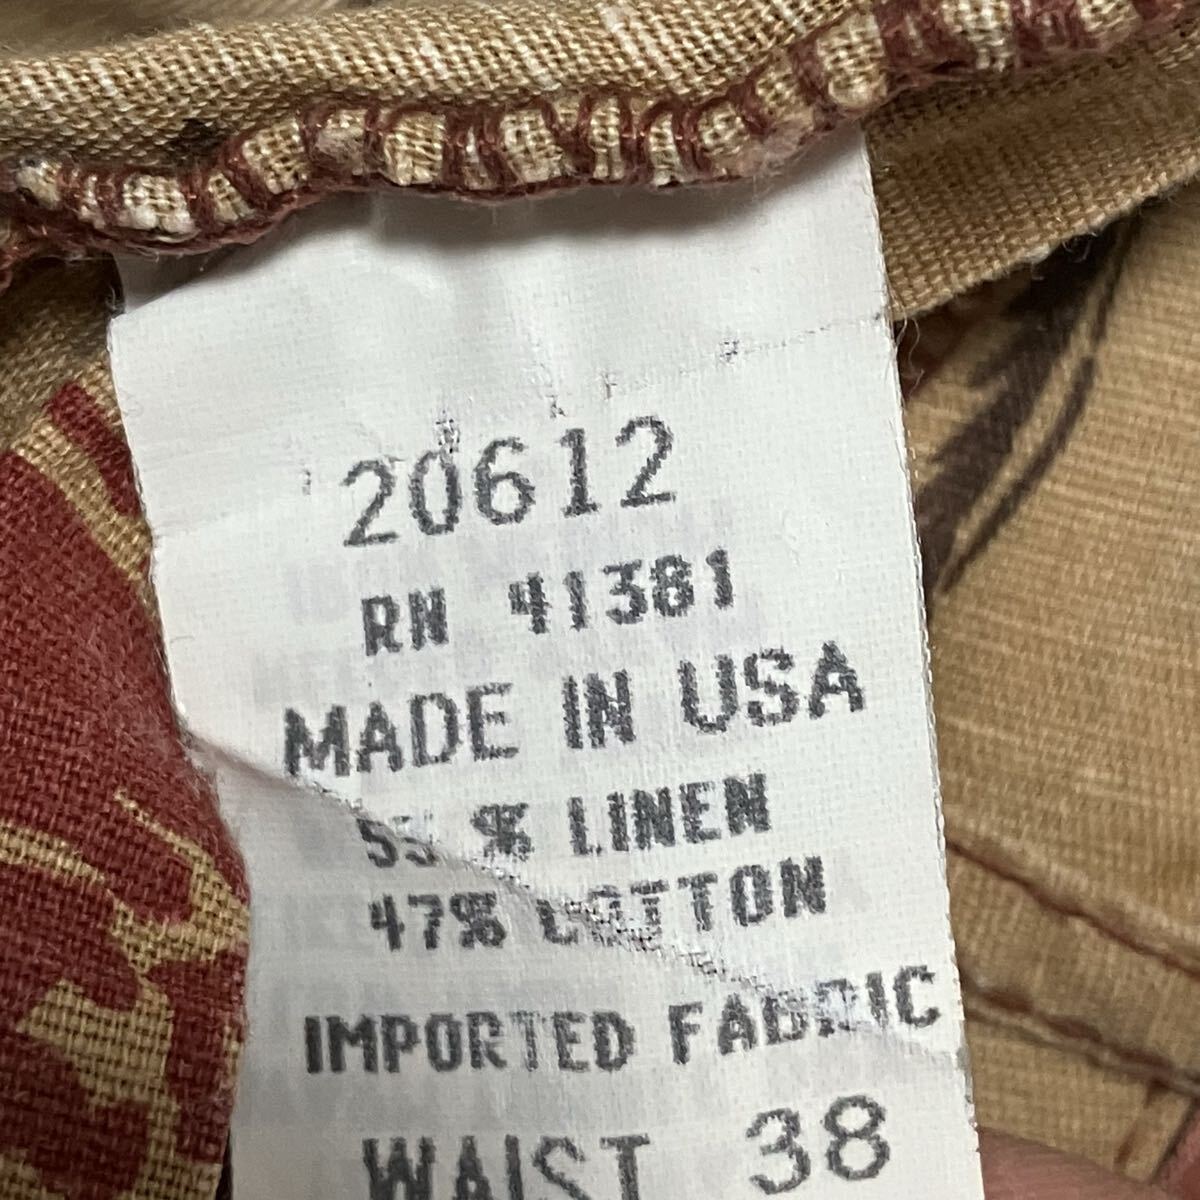 20612
RN 41381
MADE IN USA
% LINEN
47% COTTON
IMPORTED FABRIC
WAIST 38